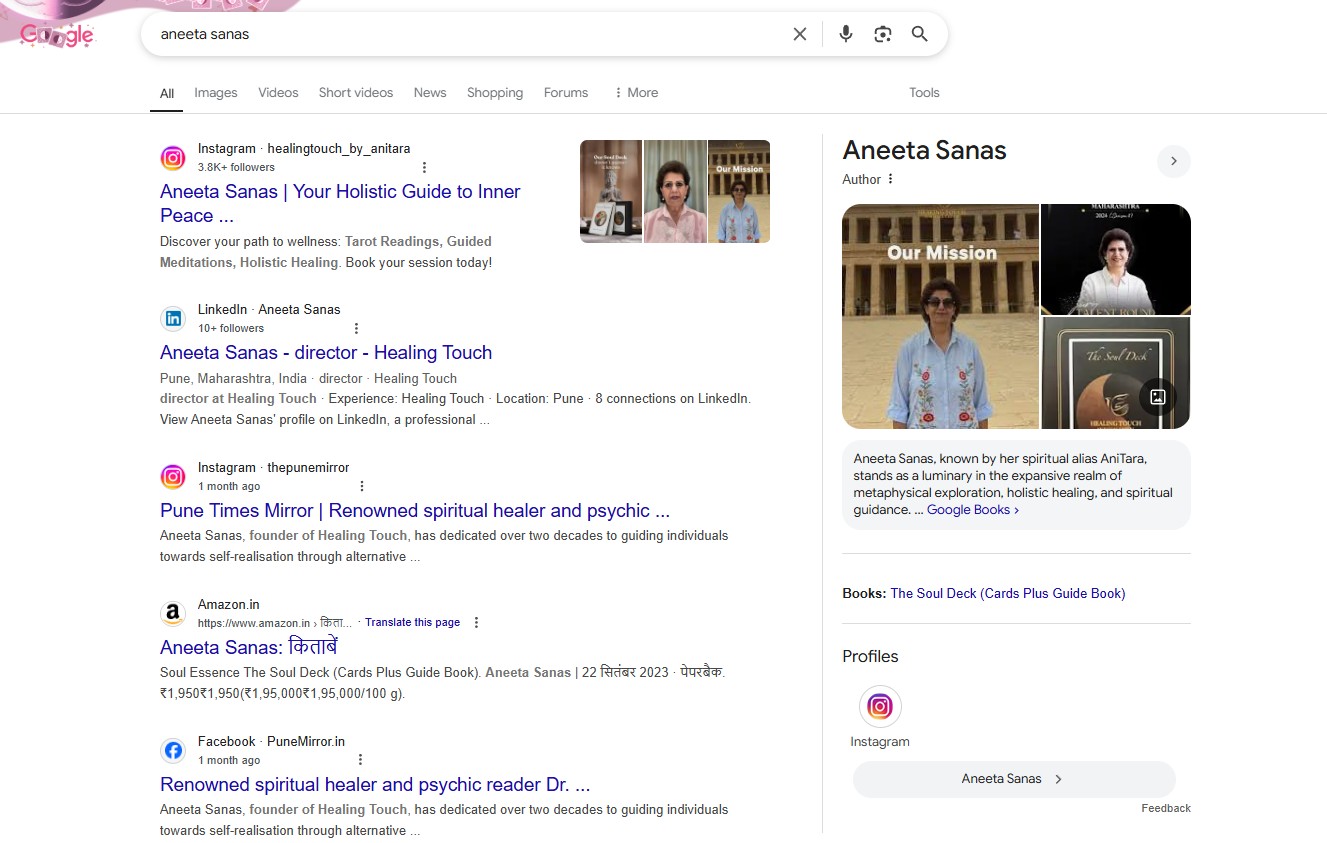 Google
aneeta sanas
All
Images
Videos
Short videos
News
Shopping
Forums
More
Tools
Instagram · healingtouch_by_anitara
3.8K+ followers
Aneeta Sanas | Your Holistic Guide to Inner
Peace ...
Discover your path to wellness: Tarot Readings, Guided
Meditations, Holistic Healing. Book your session today!
Our Soul Deck
Our Mission
LinkedIn · Aneeta Sanas
10+ followers
Aneeta Sanas - director - Healing Touch
Pune, Maharashtra, India · director · Healing Touch
director at Healing Touch · Experience: Healing Touch · Location: Pune · 8 connections on LinkedIn.
View Aneeta Sanas' profile on LinkedIn, a professional ...
Instagram · thepunemirror
1 month ago
Pune Times Mirror | Renowned spiritual healer and psychic ...
Aneeta Sanas, founder of Healing Touch, has dedicated over two decades to guiding individuals
towards self-realisation through alternative ...
Amazon.in
https://www.amazon.in › किता... · Translate this page
Aneeta Sanas: किताबें
Soul Essence The Soul Deck (Cards Plus Guide Book). Aneeta Sanas | 22 सितंबर 2023 · पेपरबैक.
₹1,950₹1,950(₹1,95,000₹1,95,000/100 g).
Facebook · PuneMirror.in
1 month ago
Renowned spiritual healer and psychic reader Dr. ...
Aneeta Sanas, founder of Healing Touch, has dedicated over two decades to guiding individuals
towards self-realisation through alternative ...
Aneeta Sanas
Author
Our Mission
MAHARASHTRA
2024
TALENT ROUND
The Soul Deck
HEALING TOUCH
Aneeta Sanas, known by her spiritual alias AniTara,
stands as a luminary in the expansive realm of
metaphysical exploration, holistic healing, and spiritual
guidance. ... Google Books ›
Books: The Soul Deck (Cards Plus Guide Book)
Profiles
Instagram
Aneeta Sanas
Feedback